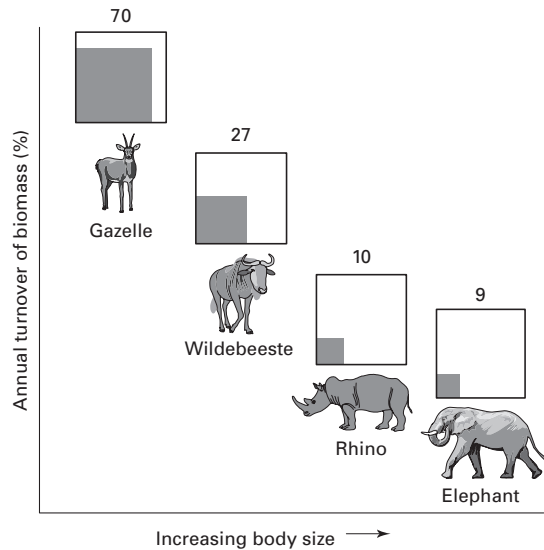 70
27
10
9
Annual turnover of biomass (%)
Gazelle
Wildebeeste
Rhino
Elephant
Increasing body size